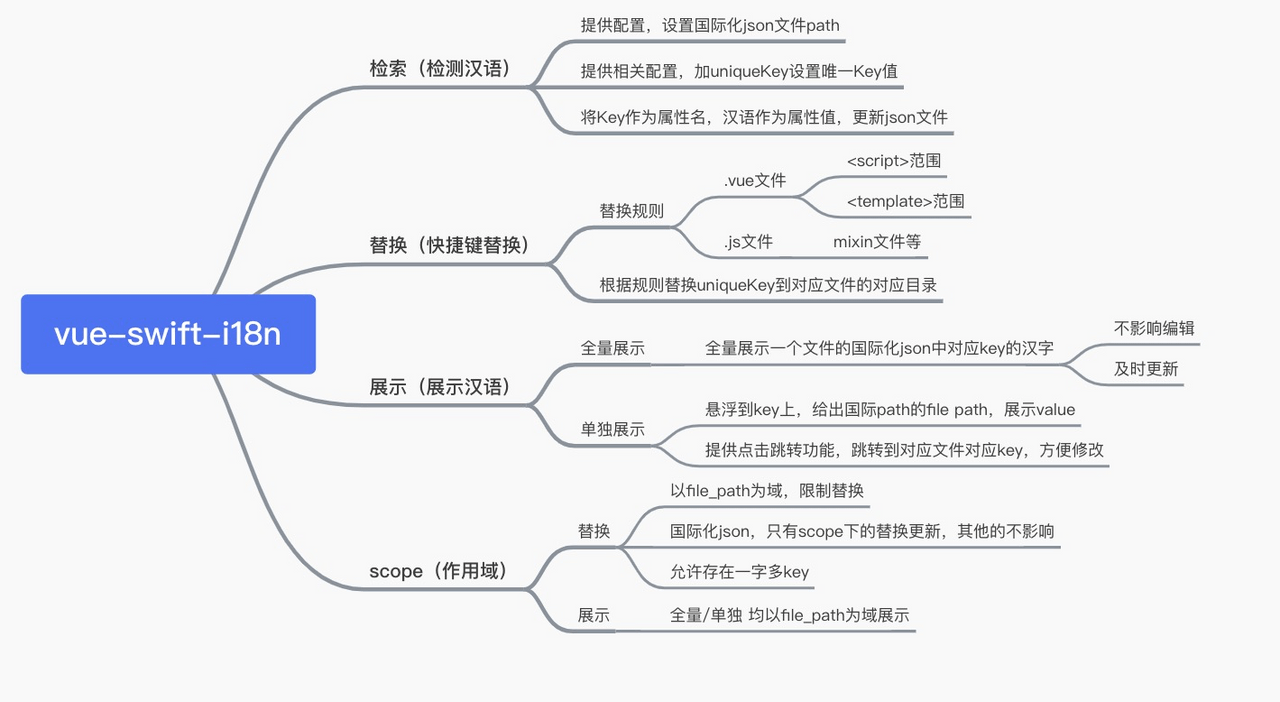 vue-swift-i18n
检索（检测汉语）
提供配置，设置国际化json文件path
提供相关配置，加uniqueKey设置唯一Key值
将Key作为属性名，汉语作为属性值，更新json文件
替换（快捷键替换）
替换规则
.vue文件
<script>范围
<template>范围
.js文件
mixin文件等
根据规则替换uniqueKey到对应文件的对应目录
展示（展示汉语）
全量展示
全量展示一个文件的国际化json中对应key的汉字
不影响编辑
及时更新
单独展示
悬浮到key上，给出国际path的file path，展示value
提供点击跳转功能，跳转到对应文件对应key，方便修改
scope（作用域）
替换
以file_path为域，限制替换
国际化json，只有scope下的替换更新，其他的不影响
允许存在一字多key
展示
全量/单独 均以file_path为域展示